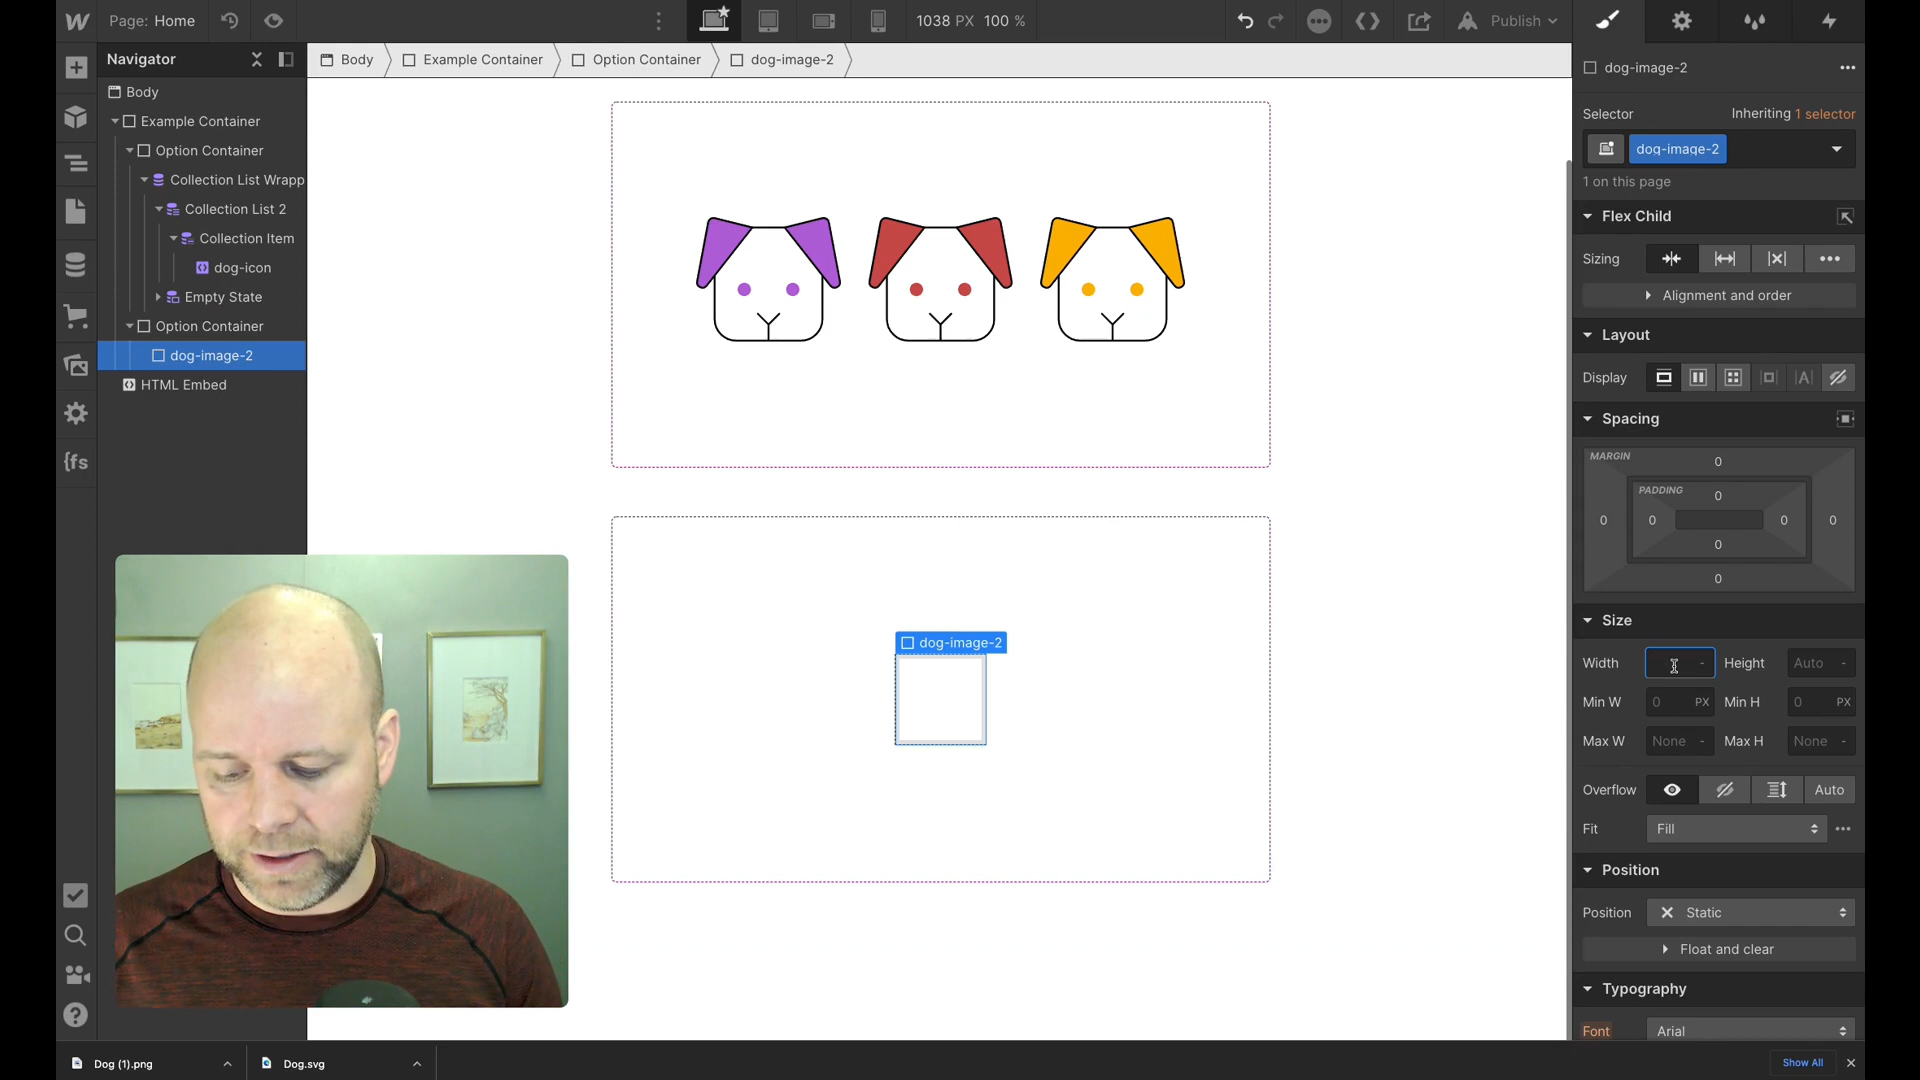 Page: Home
1038 PX 100 %
Publish
Navigator
Body
Example Container
Option Container
Collection List Wrapp
Collection List 2
Collection Item
dog-icon
Empty State
Option Container
dog-image-2
HTML Embed
{fs
Body
Example Container
Option Container
dog-image-2
dog-image-2
dog-image-2
Selector
Inheriting 1 selector
dog-image-2
1 on this page
Flex Child
Sizing
Alignment and order
Layout
Display
Spacing
MARGIN
0
PADDING
0
0 0 0 0
0
0
Size
Width - Height Auto -
Min W 0 PX Min H 0 PX
Max W None - Max H None -
Overflow Auto
Fit Fill
Position
Position Static
Float and clear
Typography
Font Arial
Dog (1).png
Dog.svg
Show All